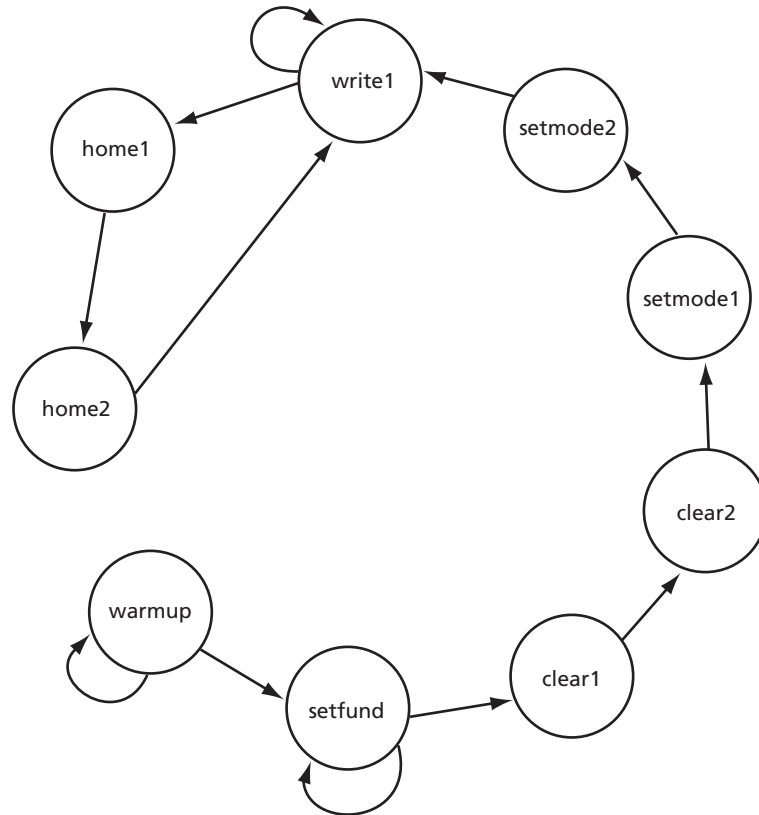 write1
setmode2
home1
setmode1
home2
clear2
warmup
clear1
setfund